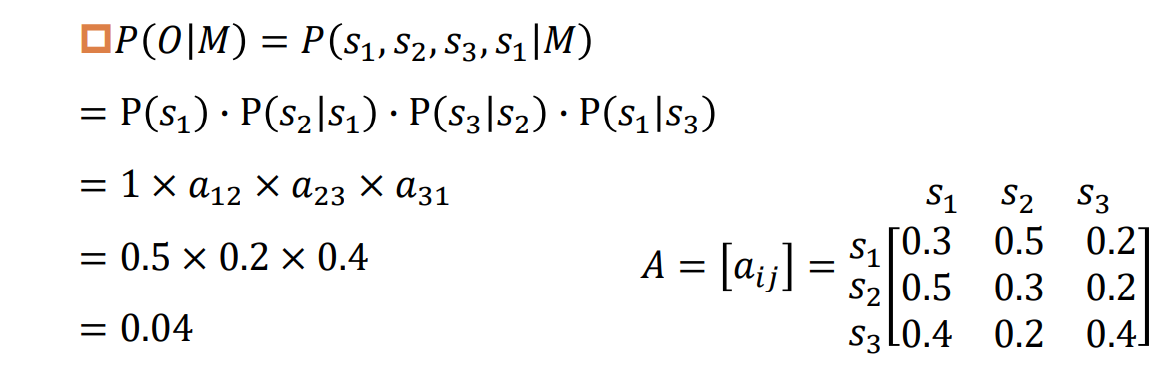 P(O|M) = P(s₁, s₂, s₃, s₁|M)
= P(s₁) · P(s₂|s₁) · P(s₃|s₂) · P(s₁|s₃)
= 1 × a₁₂ × a₂₃ × a₃₁
= 0.5 × 0.2 × 0.4
= 0.04
s₁ s₂ s₃
A = [aᵢⱼ] =
s₁ [0.3 0.5 0.2]
s₂ [0.5 0.3 0.2]
s₃ [0.4 0.2 0.4]